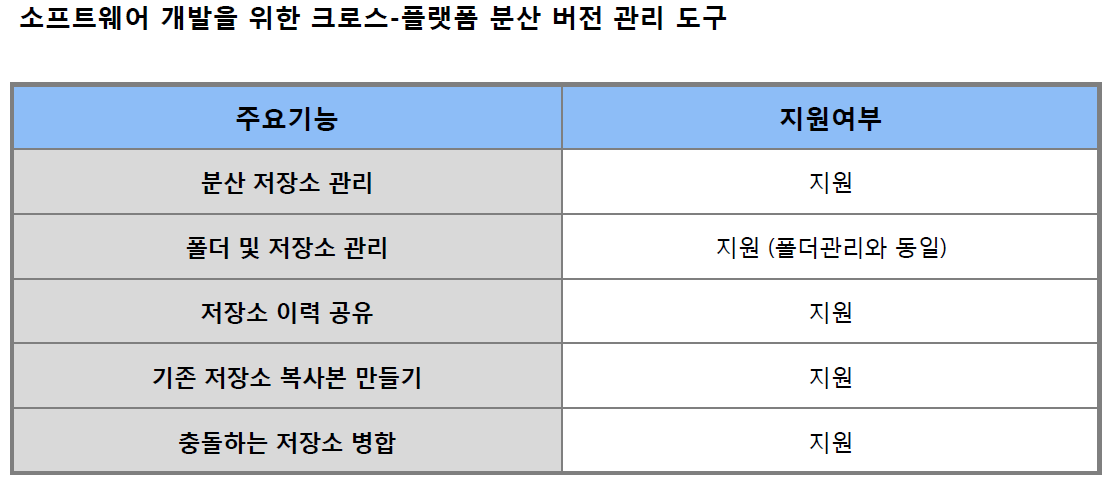 소프트웨어 개발을 위한 크로스-플랫폼 분산 버전 관리 도구
주요기능 지원여부
분산 저장소 관리 지원
폴더 및 저장소 관리 지원 (폴더관리와 동일)
저장소 이력 공유 지원
기존 저장소 복사본 만들기 지원
충돌하는 저장소 병합 지원